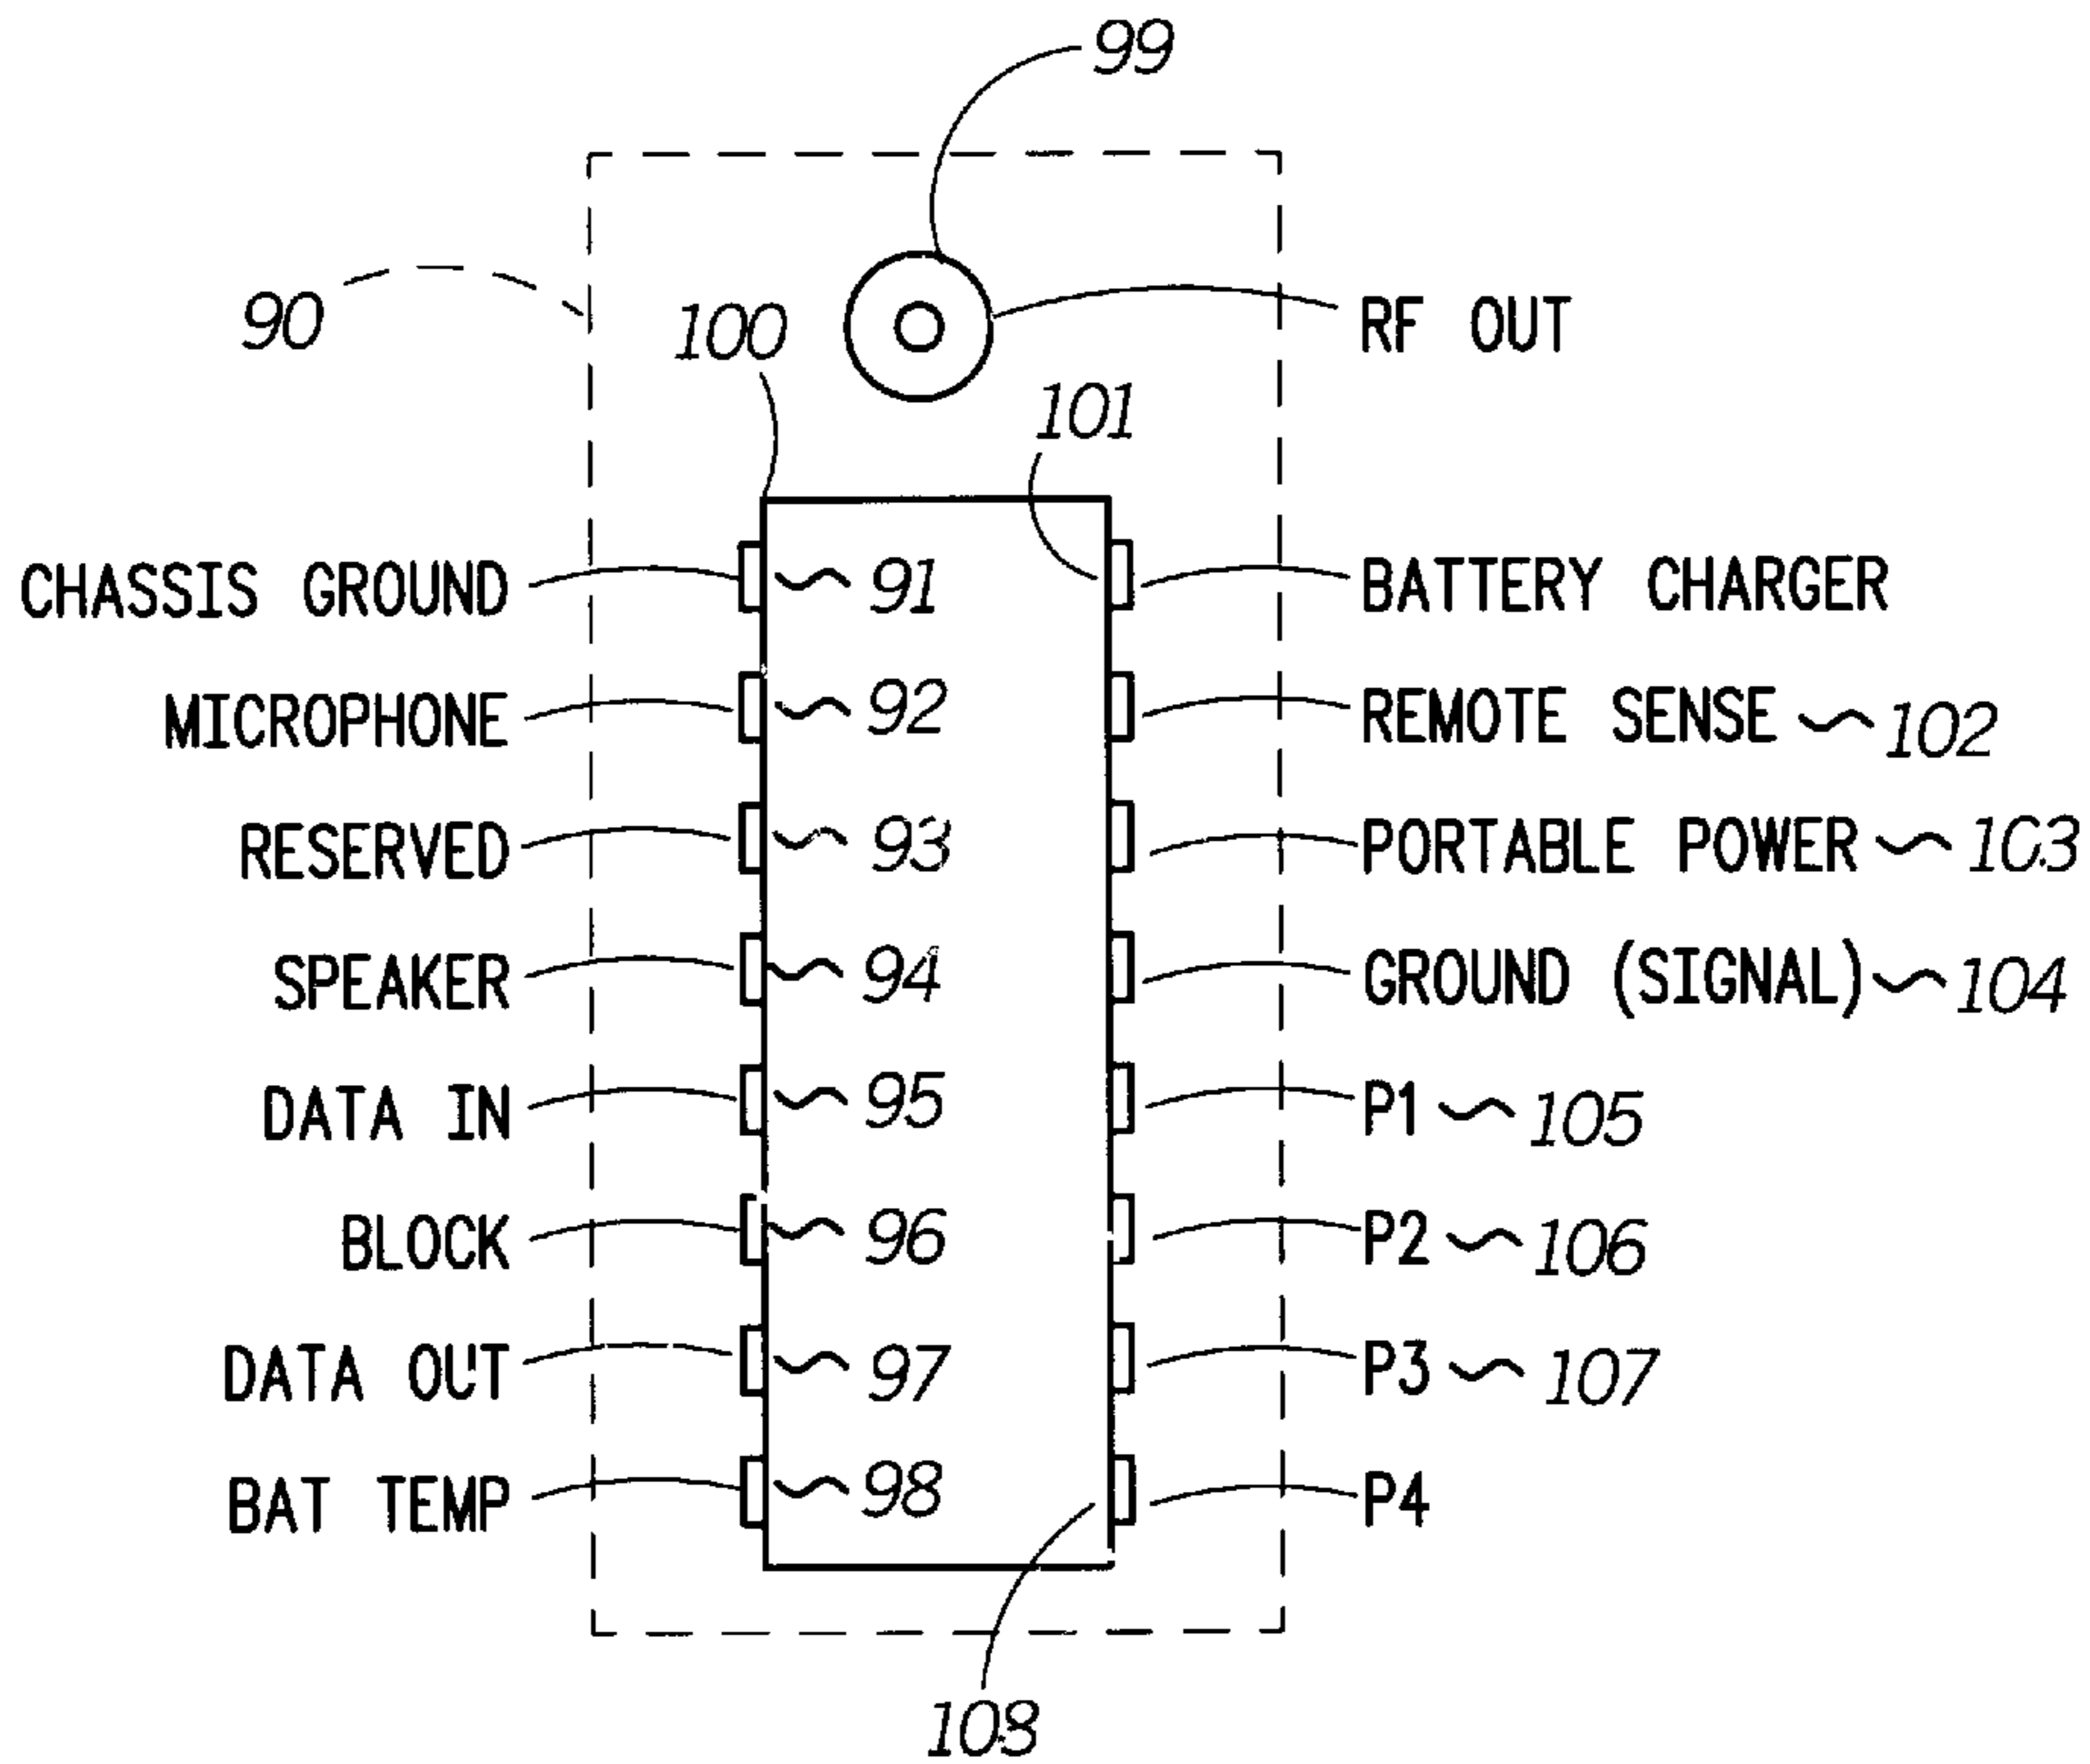 99
90
100
RF OUT
101
CHASSIS GROUND 91 BATTERY CHARGER
MICROPHONE 92 REMOTE SENSE 102
RESERVED 93 PORTABLE POWER 103
SPEAKER 94 GROUND (SIGNAL) 104
DATA IN 95 P1 105
BLOCK 96 P2 106
DATA OUT 97 P3 107
BAT TEMP 98 P4
108